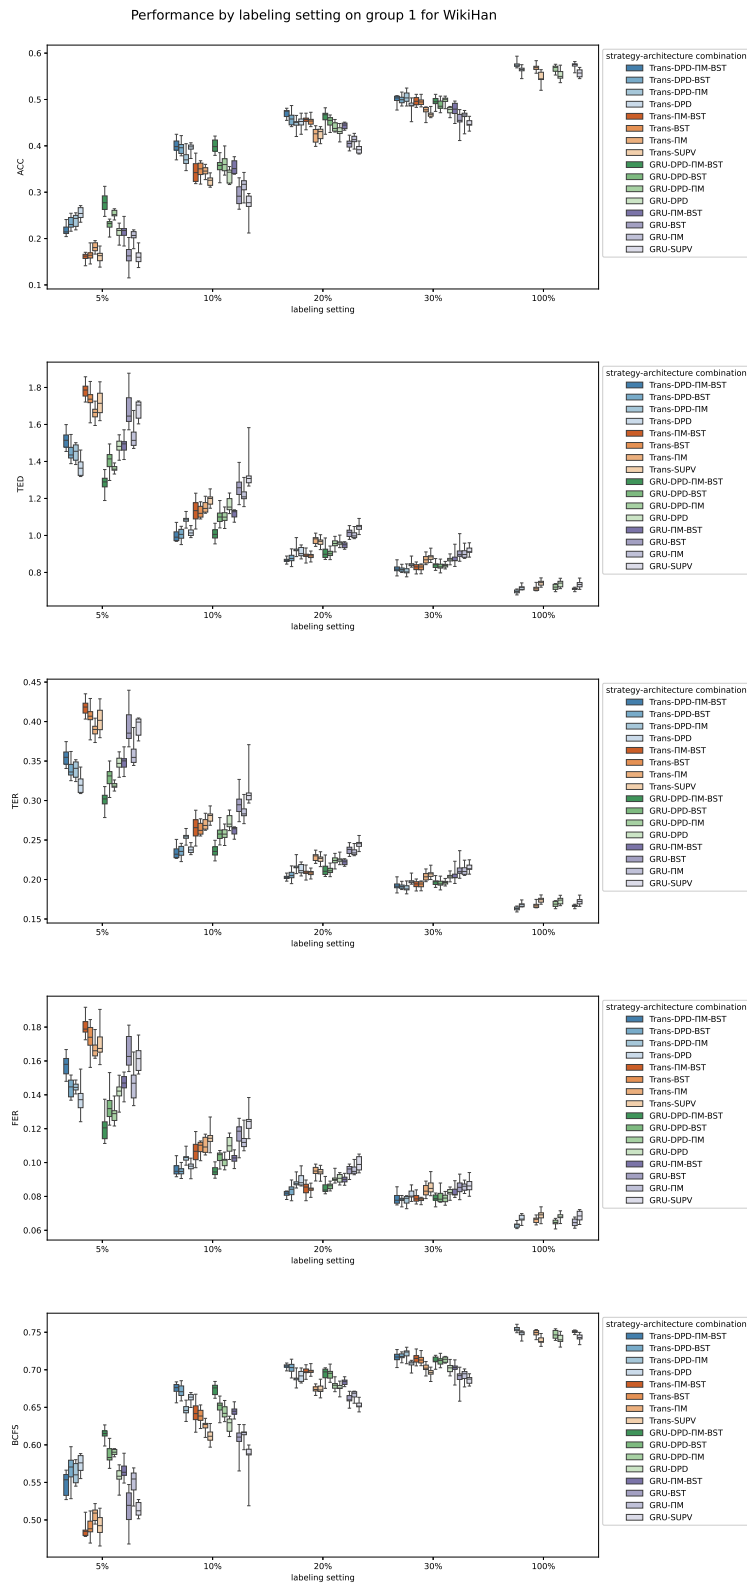 Performance by labeling setting on group 1 for WikiHan
0.6
0.5
0.4
0.3
0.2
0.1
ACC
5%
10%
20%
30%
100%
labeling setting
strategy-architecture combination
Trans-DPD-ΠM-BST
Trans-DPD-BST
Trans-DPD-ΠM
Trans-DPD
Trans-ΠM-BST
Trans-BST
Trans-ΠM
Trans-SUPV
GRU-DPD-ΠM-BST
GRU-DPD-BST
GRU-DPD-ΠM
GRU-DPD
GRU-ΠM-BST
GRU-BST
GRU-ΠM
GRU-SUPV
1.8
1.6
1.4
1.2
1.0
0.8
TED
5%
10%
20%
30%
100%
labeling setting
strategy-architecture combination
Trans-DPD-ΠM-BST
Trans-DPD-BST
Trans-DPD-ΠM
Trans-DPD
Trans-ΠM-BST
Trans-BST
Trans-ΠM
Trans-SUPV
GRU-DPD-ΠM-BST
GRU-DPD-BST
GRU-DPD-ΠM
GRU-DPD
GRU-ΠM-BST
GRU-BST
GRU-ΠM
GRU-SUPV
0.45
0.40
0.35
0.30
0.25
0.20
0.15
TER
5%
10%
20%
30%
100%
labeling setting
strategy-architecture combination
Trans-DPD-ΠM-BST
Trans-DPD-BST
Trans-DPD-ΠM
Trans-DPD
Trans-ΠM-BST
Trans-BST
Trans-ΠM
Trans-SUPV
GRU-DPD-ΠM-BST
GRU-DPD-BST
GRU-DPD-ΠM
GRU-DPD
GRU-ΠM-BST
GRU-BST
GRU-ΠM
GRU-SUPV
0.18
0.16
0.14
0.12
0.10
0.08
0.06
FER
5%
10%
20%
30%
100%
labeling setting
strategy-architecture combination
Trans-DPD-ΠM-BST
Trans-DPD-BST
Trans-DPD-ΠM
Trans-DPD
Trans-ΠM-BST
Trans-BST
Trans-ΠM
Trans-SUPV
GRU-DPD-ΠM-BST
GRU-DPD-BST
GRU-DPD-ΠM
GRU-DPD
GRU-ΠM-BST
GRU-BST
GRU-ΠM
GRU-SUPV
0.75
0.70
0.65
0.60
0.55
0.50
BCFS
5%
10%
20%
30%
100%
labeling setting
strategy-architecture combination
Trans-DPD-ΠM-BST
Trans-DPD-BST
Trans-DPD-ΠM
Trans-DPD
Trans-ΠM-BST
Trans-BST
Trans-ΠM
Trans-SUPV
GRU-DPD-ΠM-BST
GRU-DPD-BST
GRU-DPD-ΠM
GRU-DPD
GRU-ΠM-BST
GRU-BST
GRU-ΠM
GRU-SUPV